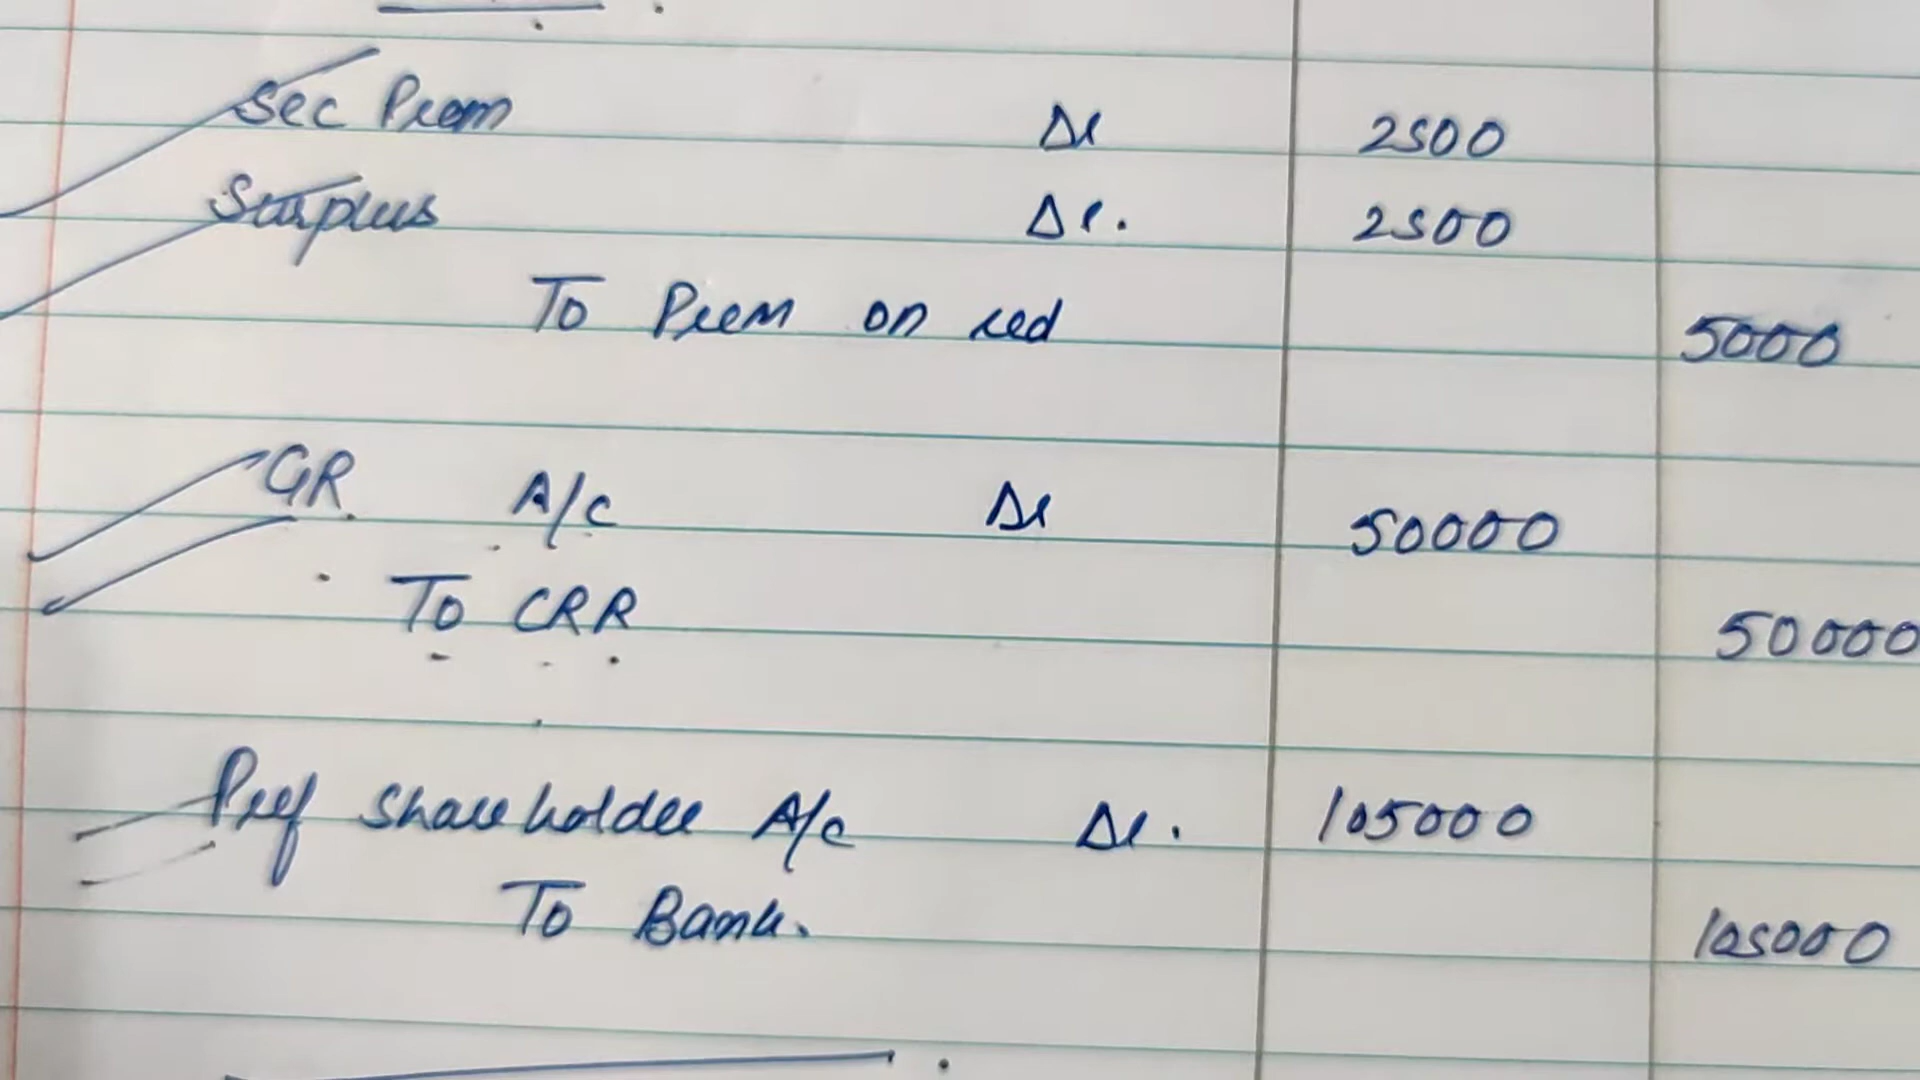 Sec Prem Dr 2500
Surplus Dr. 2500
To Prem on red 5000
GR. A/c Dr 50000
To CRR 50000
Pref shareholder A/c Dr. 105000
To Bank. 105000